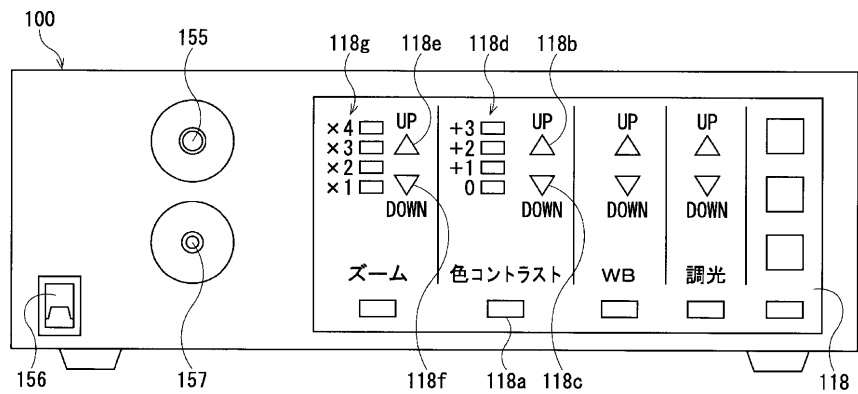 100
155
118g
118e
118d
118b
×4
×3
×2
×1
UP
DOWN
+3
+2
+1
0
UP
DOWN
UP
DOWN
UP
DOWN
ズーム
色コントラスト
WB
調光
156
157
118f
118a
118c
118